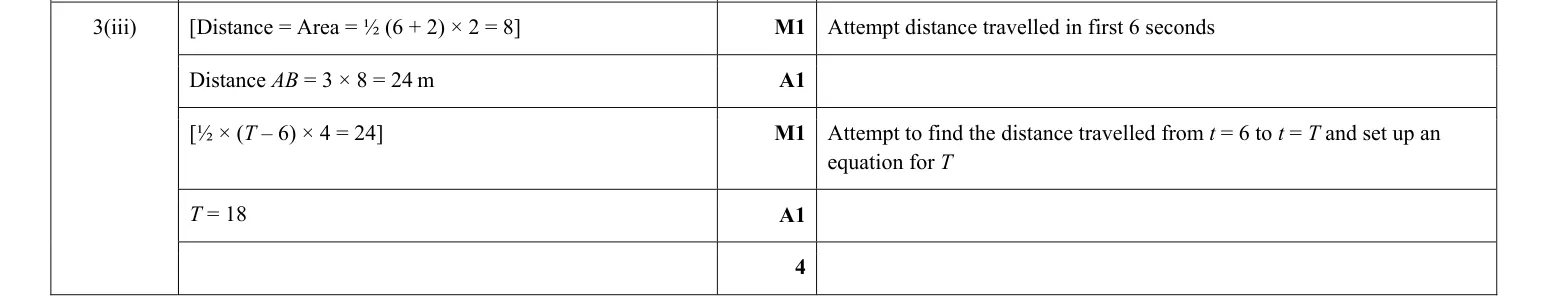 3(iii) [Distance = Area = ½ (6 + 2) × 2 = 8] M1 Attempt distance travelled in first 6 seconds
Distance AB = 3 × 8 = 24 m A1
[½ × (T – 6) × 4 = 24] M1 Attempt to find the distance travelled from t = 6 to t = T and set up an
equation for T
T = 18 A1
4